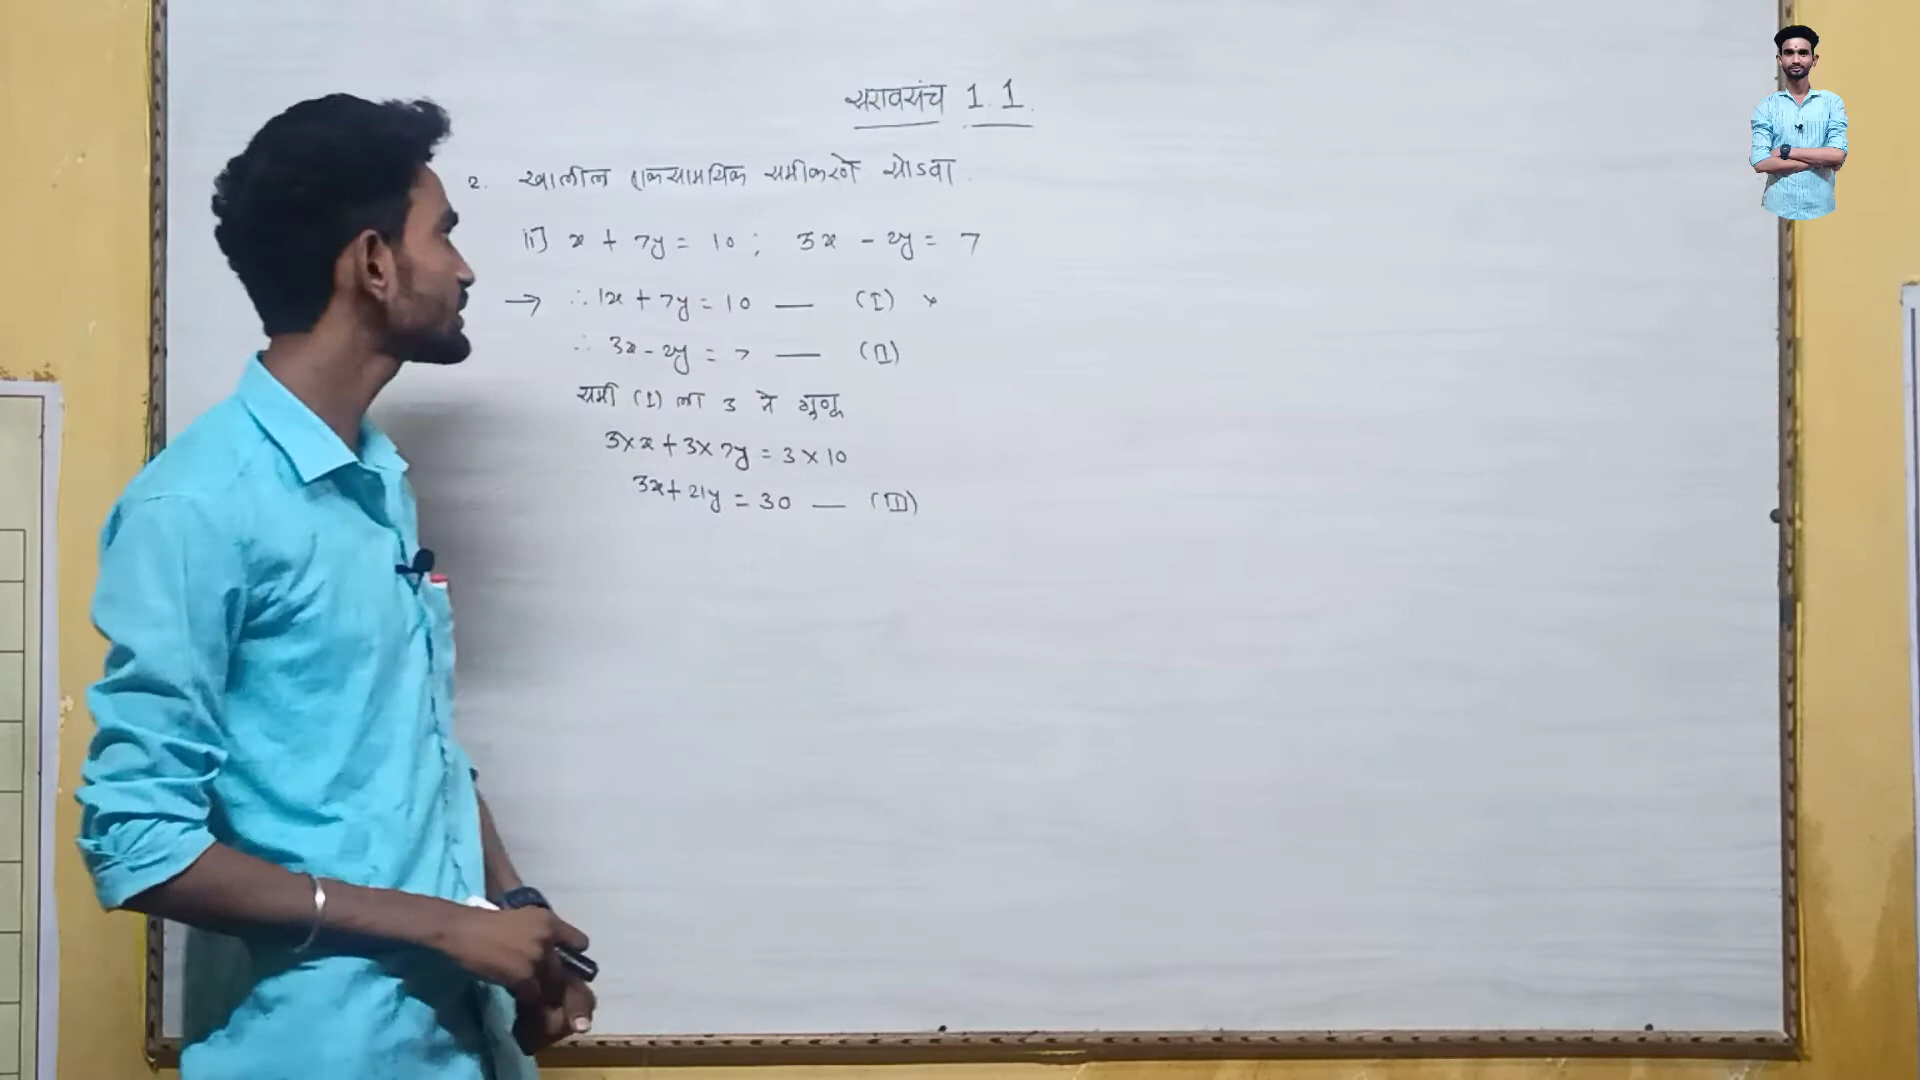 सरावसंच 1.1.
2. खालील एकसामयिक समीकरणे सोडवा.
ii] x + 7y = 10 ; 3x - 2y = 7
→ ∴ 1x + 7y = 10 — (I) ×
∴ 3x - 2y = 7 — (II)
समी (I) ला 3 ने गुणू
3×x + 3×7y = 3×10
3x + 21y = 30 — (III)